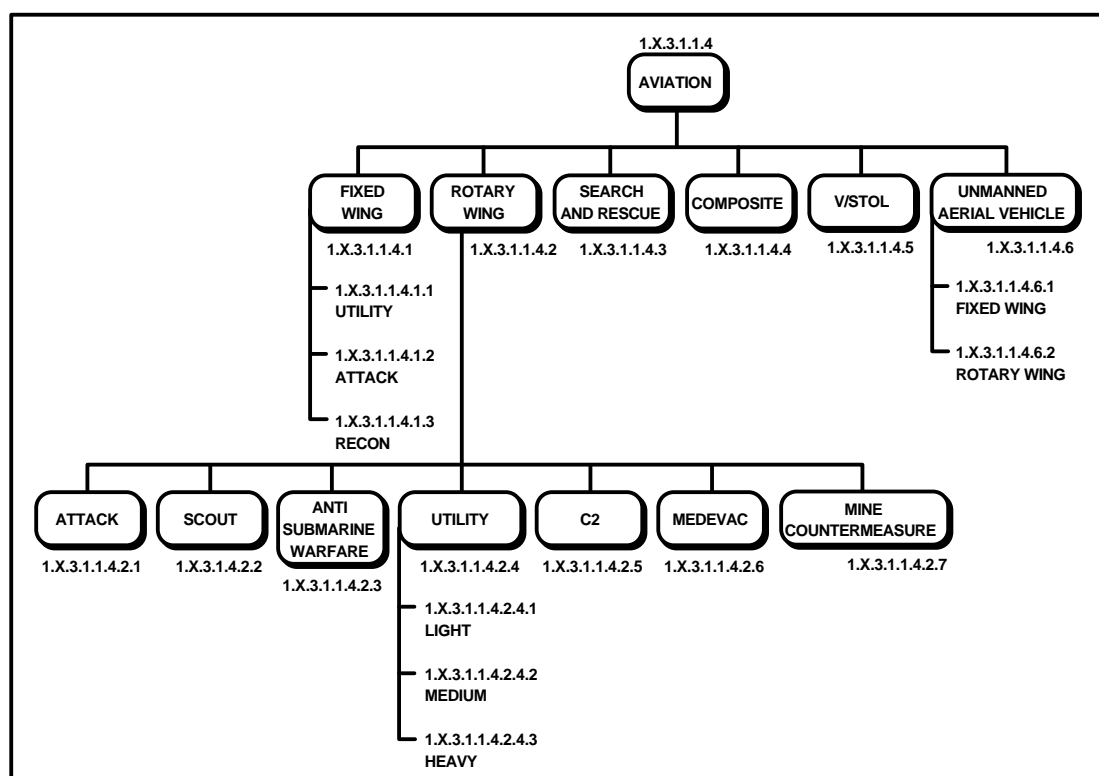 1.X.3.1.1.4
AVIATION
FIXED
WING
1.X.3.1.1.4.1
ROTARY
WING
1.X.3.1.1.4.2
SEARCH
AND RESCUE
1.X.3.1.1.4.3
COMPOSITE
1.X.3.1.1.4.4
V/STOL
1.X.3.1.1.4.5
UNMANNED
AERIAL VEHICLE
1.X.3.1.1.4.6
1.X.3.1.1.4.1.1
UTILITY
1.X.3.1.1.4.1.2
ATTACK
1.X.3.1.1.4.1.3
RECON
1.X.3.1.1.4.6.1
FIXED WING
1.X.3.1.1.4.6.2
ROTARY WING
ATTACK
1.X.3.1.1.4.2.1
SCOUT
1.X.3.1.4.2.2
ANTI
SUBMARINE
WARFARE
1.X.3.1.1.4.2.3
UTILITY
1.X.3.1.1.4.2.4
C2
1.X.3.1.1.4.2.5
MEDEVAC
1.X.3.1.1.4.2.6
MINE
COUNTERMEASURE
1.X.3.1.1.4.2.7
1.X.3.1.1.4.2.4.1
LIGHT
1.X.3.1.1.4.2.4.2
MEDIUM
1.X.3.1.1.4.2.4.3
HEAVY